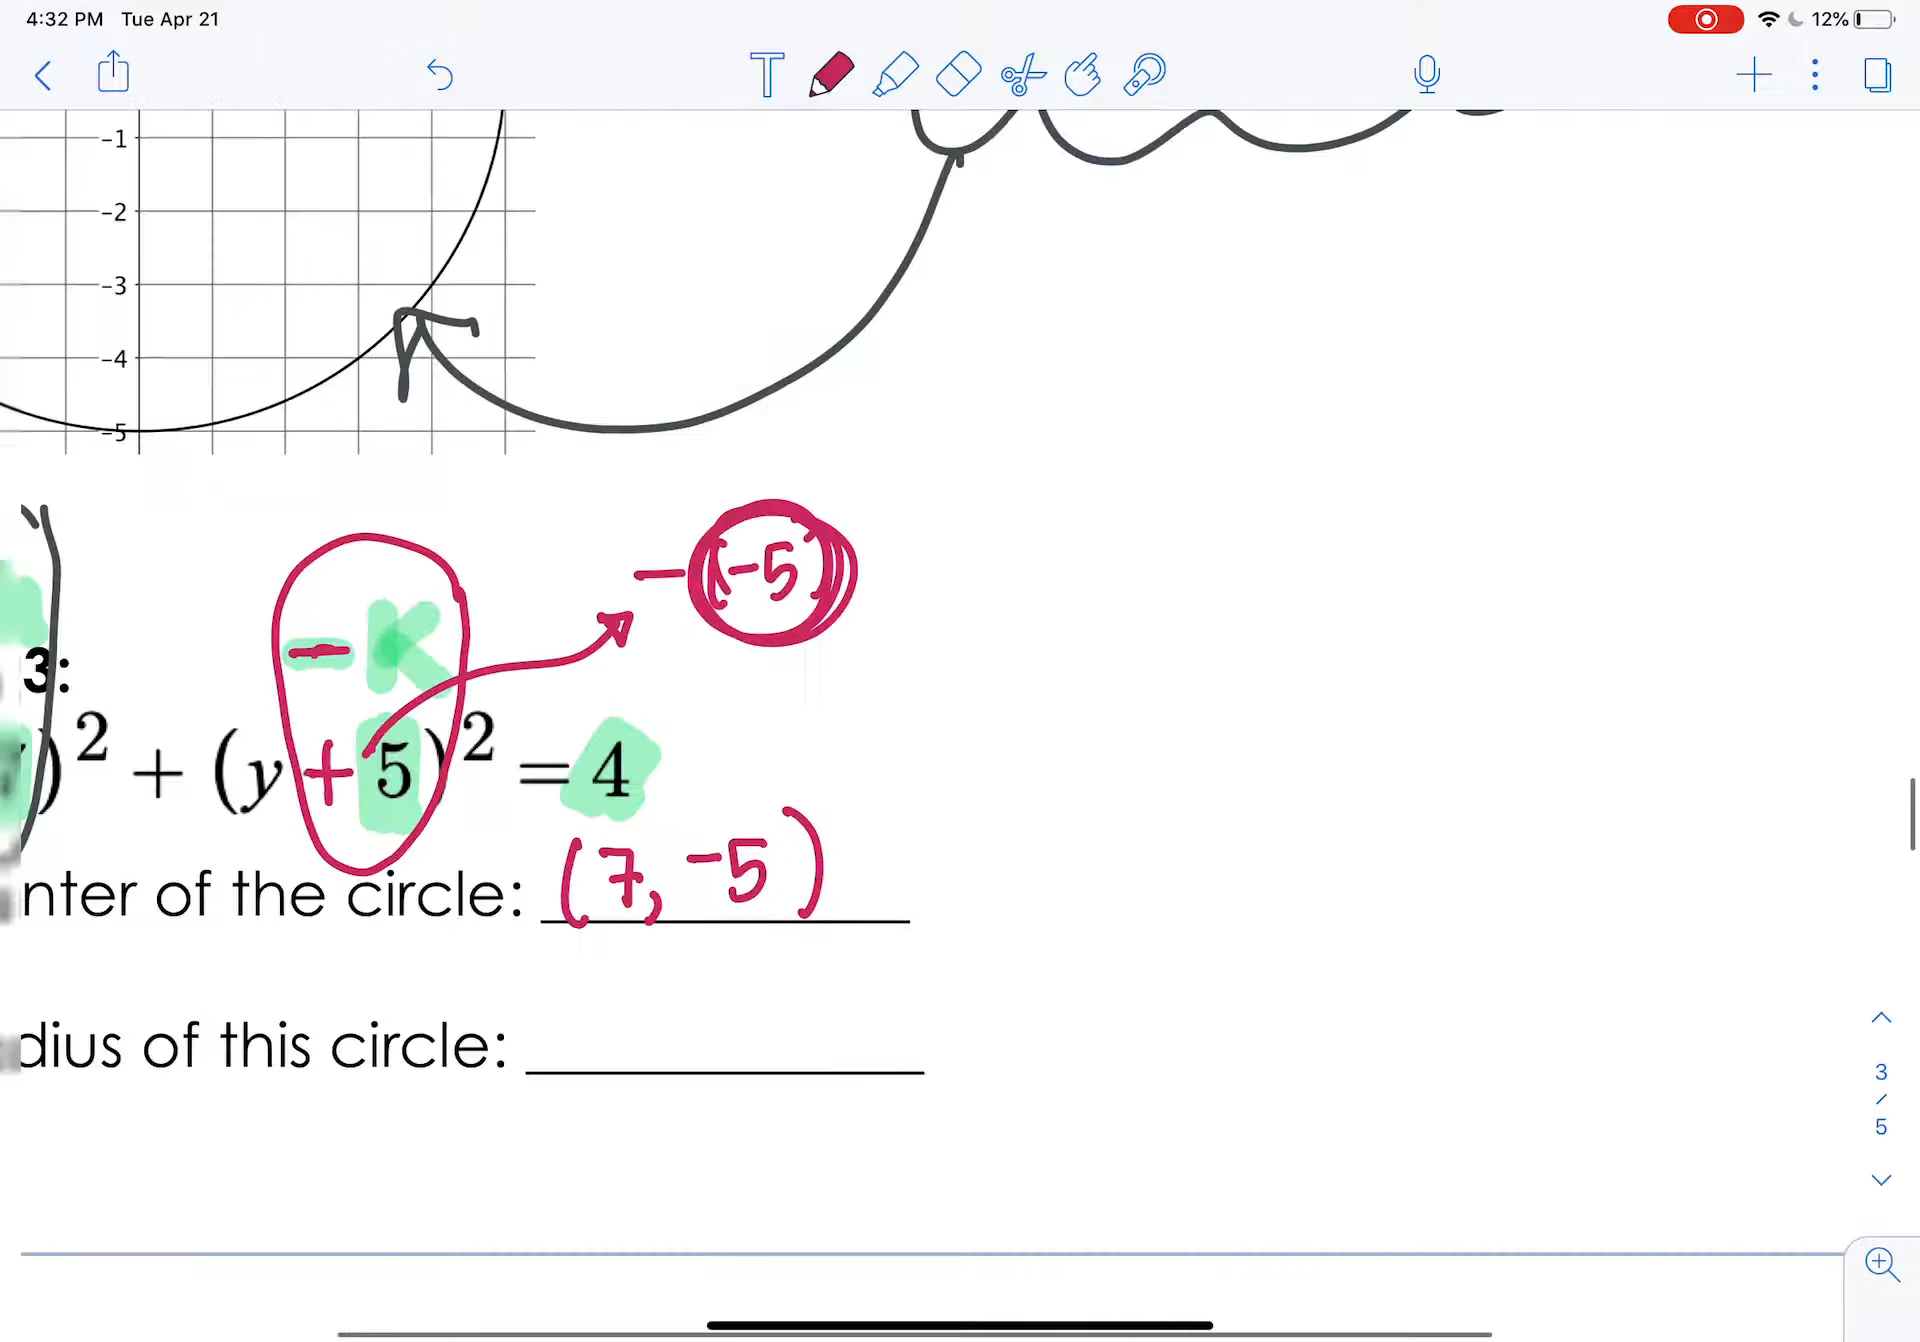 4:32 PM Tue Apr 21
12%
T
-1
-2
-3
-4
-5
-(-5)
-K
3:
)² + (y + 5)² = 4
nter of the circle: (7, -5)
dius of this circle:
3
/
5